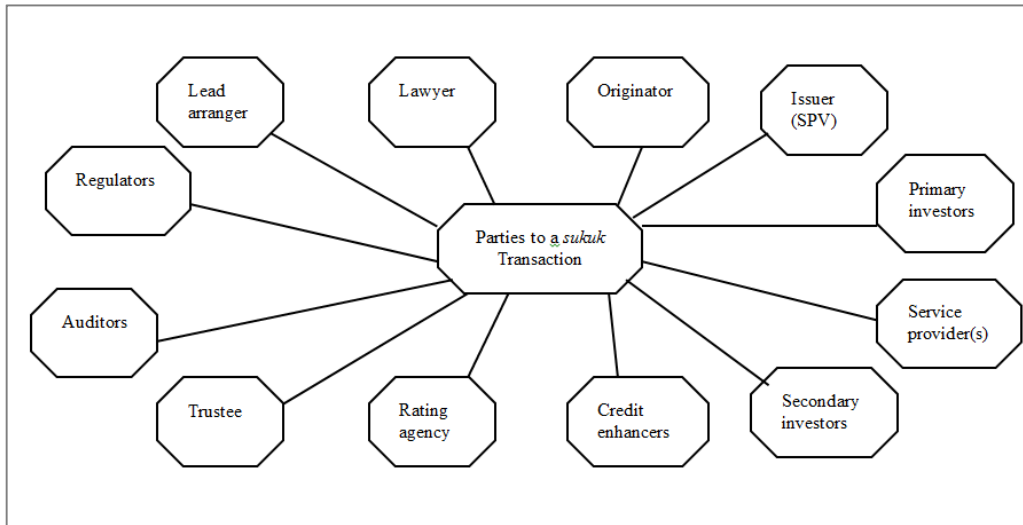 Lead
arranger
Lawyer
Originator
Issuer
(SPV)
Regulators
Primary
investors
Parties to a sukuk
Transaction
Auditors
Service
provider(s)
Trustee
Rating
agency
Credit
enhancers
Secondary
investors